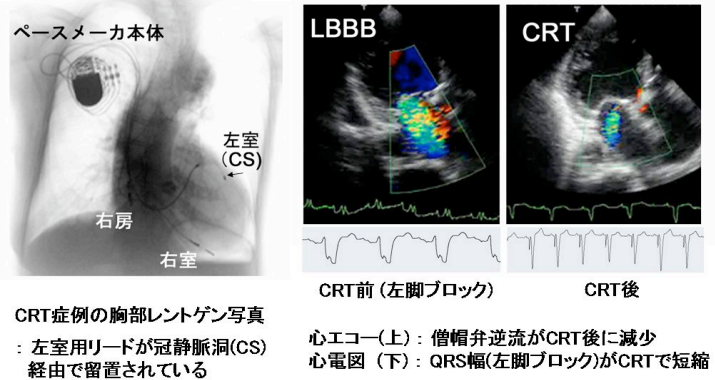 ペースメーカ本体
左室
(CS)
右房
右室
LBBB
CRT
CRT前 (左脚ブロック)
CRT後
CRT症例の胸部レントゲン写真
： 左室用リードが冠静脈洞(CS)
経由で留置されている
心エコー(上) ： 僧帽弁逆流がCRT後に減少
心電図 (下) ： QRS幅(左脚ブロック)がCRTで短縮